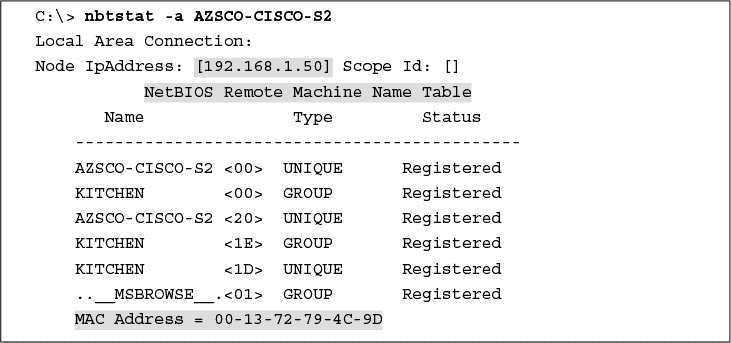 C:\> nbtstat -a AZSCO-CISCO-S2
Local Area Connection:
Node IpAddress: [192.168.1.50] Scope Id: []
NetBIOS Remote Machine Name Table
Name Type Status
--------------------------------------------
AZSCO-CISCO-S2 <00> UNIQUE Registered
KITCHEN <00> GROUP Registered
AZSCO-CISCO-S2 <20> UNIQUE Registered
KITCHEN <1E> GROUP Registered
KITCHEN <1D> UNIQUE Registered
..__MSBROWSE__.<01> GROUP Registered
MAC Address = 00-13-72-79-4C-9D